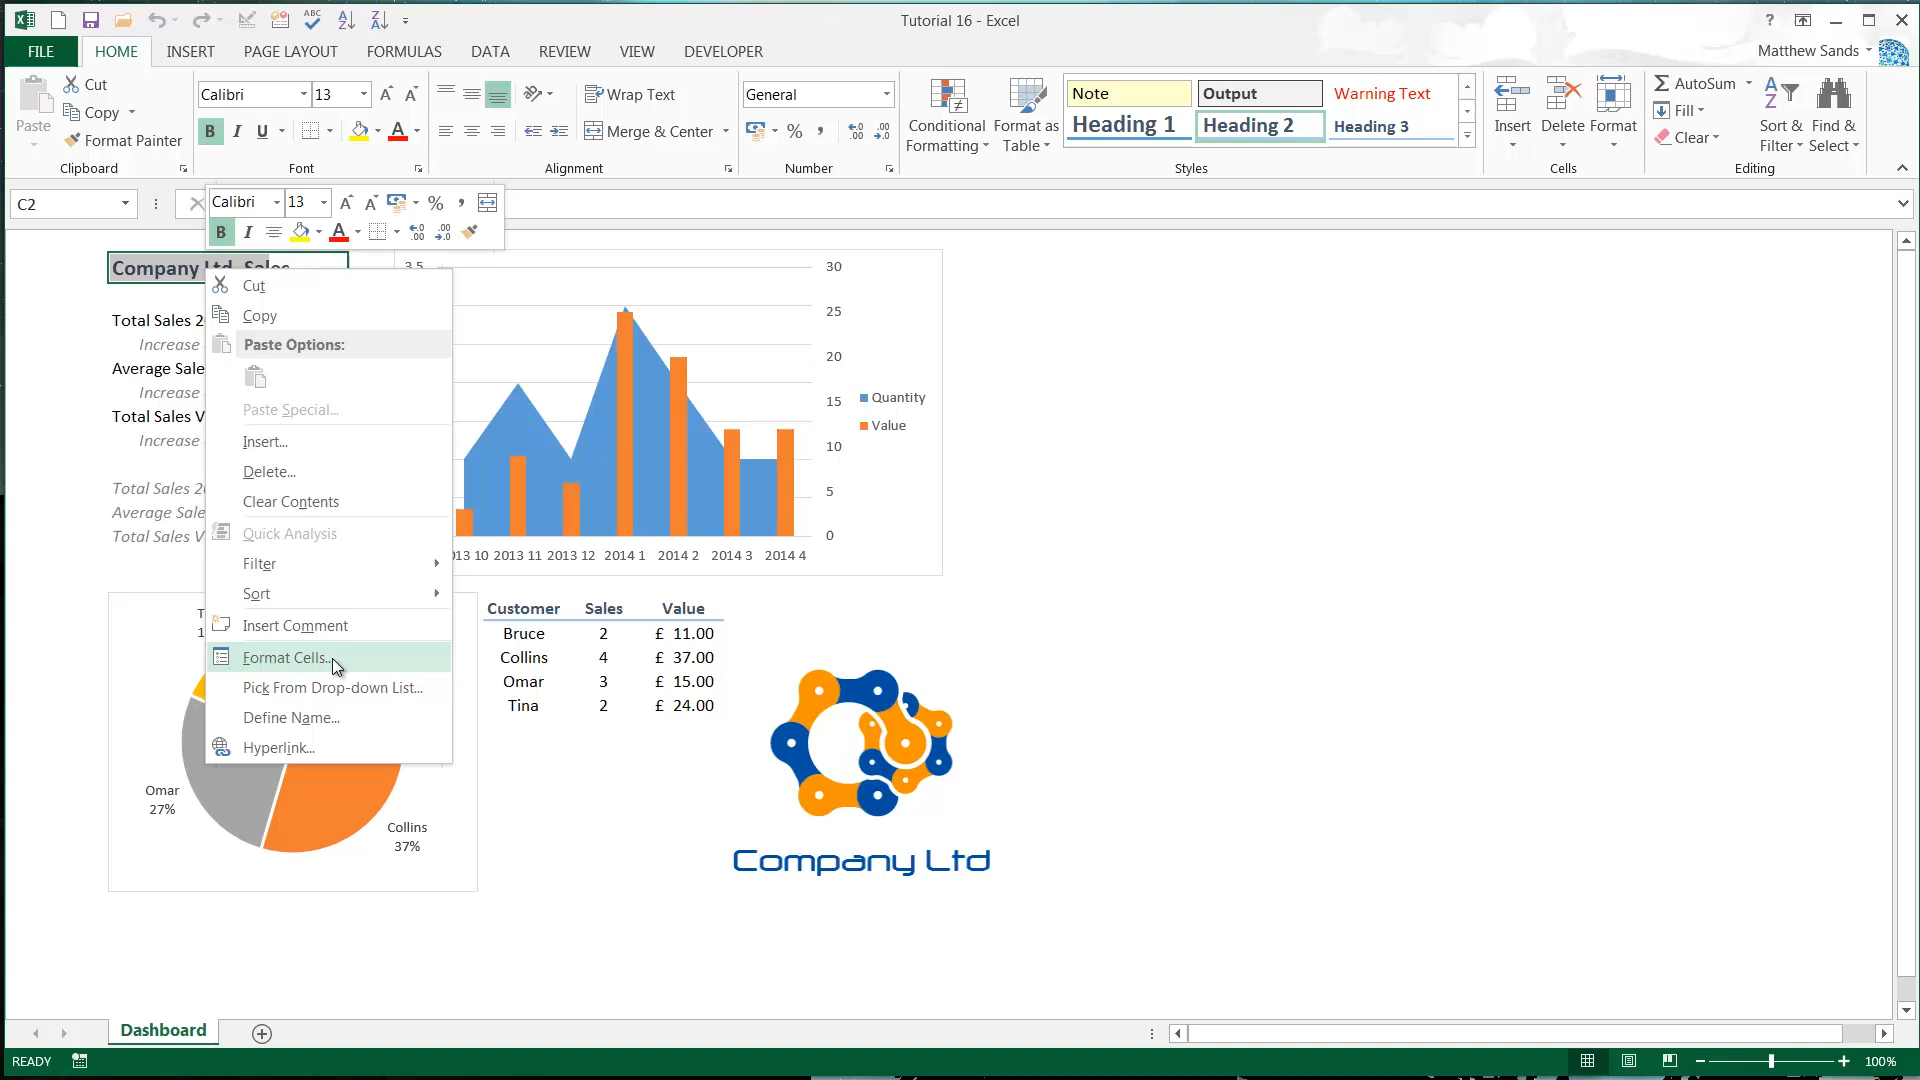 Tutorial 16 - Excel
?
FILE HOME INSERT PAGE LAYOUT FORMULAS DATA REVIEW VIEW DEVELOPER
Matthew Sands
Paste
Cut
Copy
Format Painter
Clipboard
Calibri 13
B I U
Font
Wrap Text
Merge & Center
Alignment
General
%
Number
Conditional Formatting
Format as Table
Note Output Warning Text
Heading 1 Heading 2 Heading 3
Styles
Insert Delete Format
Cells
AutoSum
Fill
Clear
Sort & Filter
Find & Select
Editing
C2
Calibri 13
%
B I
Company Ltd Sales
Total Sales 2
Increase
Average Sale
Increase
Total Sales V
Increase
Total Sales 2
Average Sale
Total Sales V
Cut
Copy
Paste Options:
Paste Special...
Insert...
Delete...
Clear Contents
Quick Analysis
Filter
Sort
Insert Comment
Format Cells...
Pick From Drop-down List...
Define Name...
Hyperlink...
3.5
30
25
20
15
10
5
0
Quantity
Value
13 10 2013 11 2013 12 2014 1 2014 2 2014 3 2014 4
T
1
Omar
27%
Collins
37%
Customer Sales Value
Bruce 2 £ 11.00
Collins 4 £ 37.00
Omar 3 £ 15.00
Tina 2 £ 24.00
Company Ltd
Dashboard
READY
100%